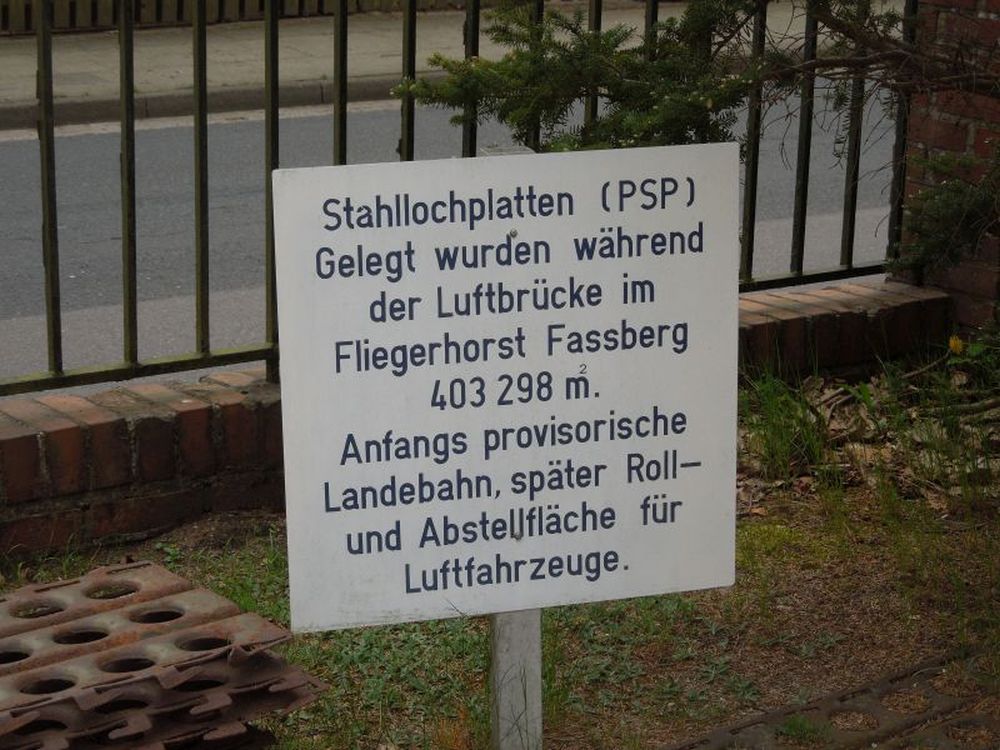 Stahllochplatten (PSP)
Gelegt wurden während
der Luftbrücke im
Fliegerhorst Fassberg
403 298 m².
Anfangs provisorische
Landebahn, später Roll-
und Abstellfläche für
Luftfahrzeuge.